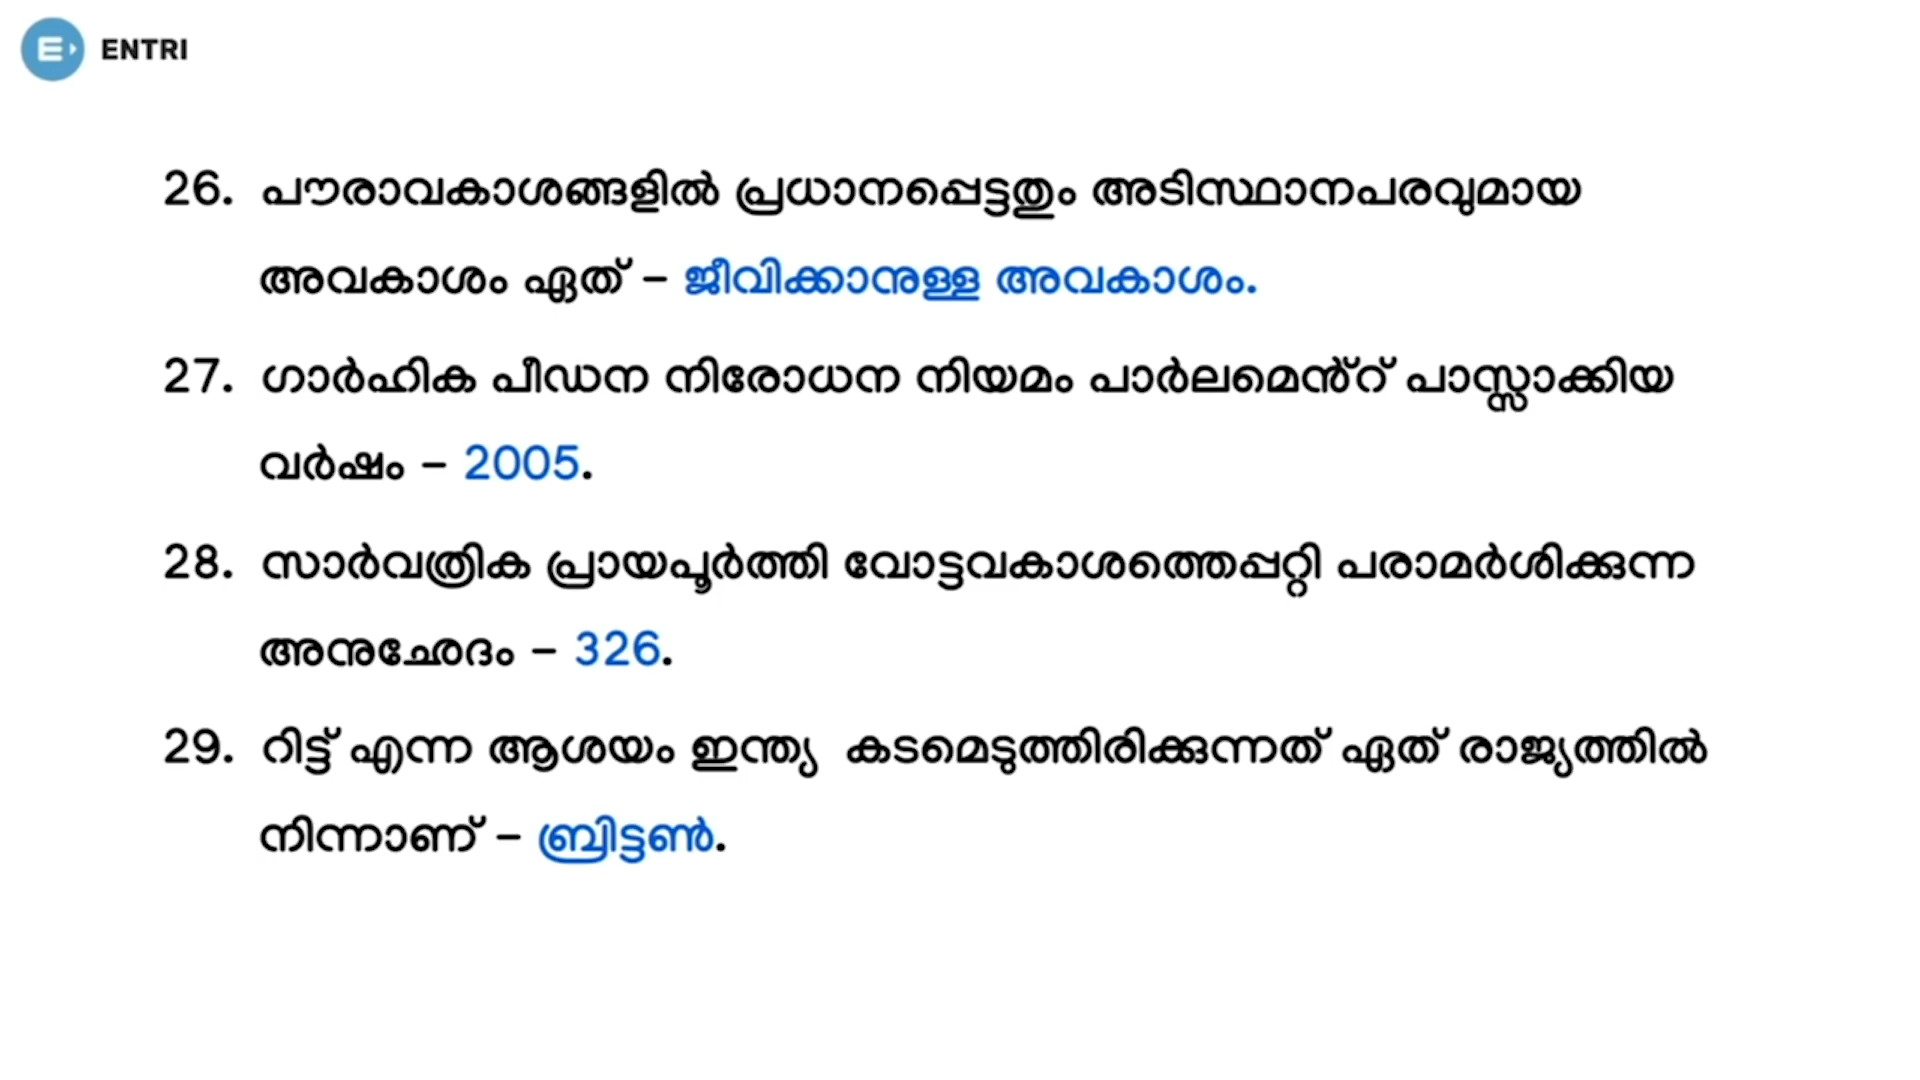 ENTRI
26. പൗരാവകാശങ്ങളിൽ പ്രധാനപ്പെട്ടതും അടിസ്ഥാനപരവുമായ
അവകാശം ഏത് – ജീവിക്കാനുള്ള അവകാശം.
27. ഗാർഹിക പീഡന നിരോധന നിയമം പാർലമെൻ്റ് പാസ്സാക്കിയ
വർഷം – 2005.
28. സാർവത്രിക പ്രായപൂർത്തി വോട്ടവകാശത്തെപ്പറ്റി പരാമർശിക്കുന്ന
അനുഛേദം – 326.
29. റിട്ട് എന്ന ആശയം ഇന്ത്യ കടമെടുത്തിരിക്കുന്നത് ഏത് രാജ്യത്തിൽ
നിന്നാണ് – ബ്രിട്ടൺ.